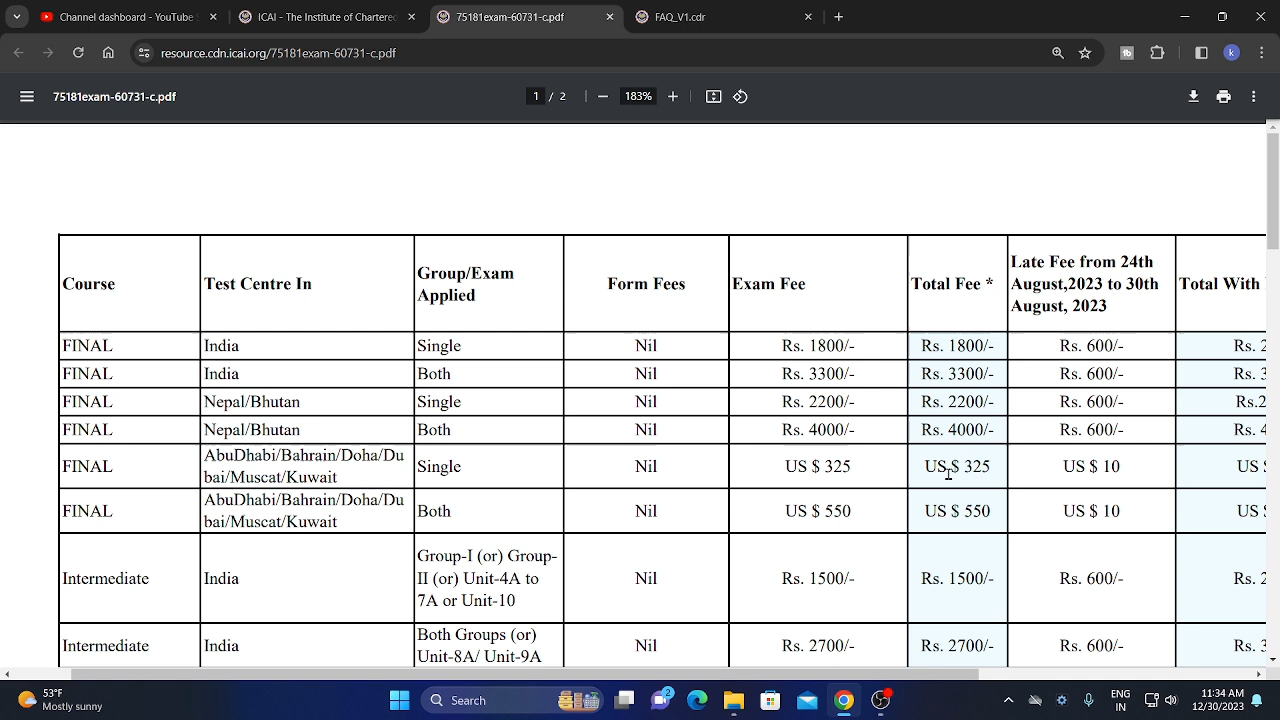 Channel dashboard - YouTube
ICAI - The Institute of Chartere
75181exam-60731-c.pdf
FAQ_V1.cdr
resource.cdn.icai.org/75181exam-60731-c.pdf
k
75181exam-60731-c.pdf
1 / 2
183%
Course Test Centre In Group/Exam Applied Form Fees Exam Fee Total Fee * Late Fee from 24th August,2023 to 30th August, 2023 Total With
FINAL India Single Nil Rs. 1800/- Rs. 1800/- Rs. 600/- Rs. 2
FINAL India Both Nil Rs. 3300/- Rs. 3300/- Rs. 600/- Rs. 3
FINAL Nepal/Bhutan Single Nil Rs. 2200/- Rs. 2200/- Rs. 600/- Rs.2
FINAL Nepal/Bhutan Both Nil Rs. 4000/- Rs. 4000/- Rs. 600/- Rs. 4
FINAL AbuDhabi/Bahrain/Doha/Du bai/Muscat/Kuwait Single Nil US $ 325 US $ 325 US $ 10 US $
FINAL AbuDhabi/Bahrain/Doha/Du bai/Muscat/Kuwait Both Nil US $ 550 US $ 550 US $ 10 US $
Intermediate India Group-I (or) Group-II (or) Unit-4A to 7A or Unit-10 Nil Rs. 1500/- Rs. 1500/- Rs. 600/- Rs. 2
Intermediate India Both Groups (or) Unit-8A/ Unit-9A Nil Rs. 2700/- Rs. 2700/- Rs. 600/- Rs. 3
53°F
Mostly sunny
Search
2
ENG
IN
11:34 AM
12/30/2023